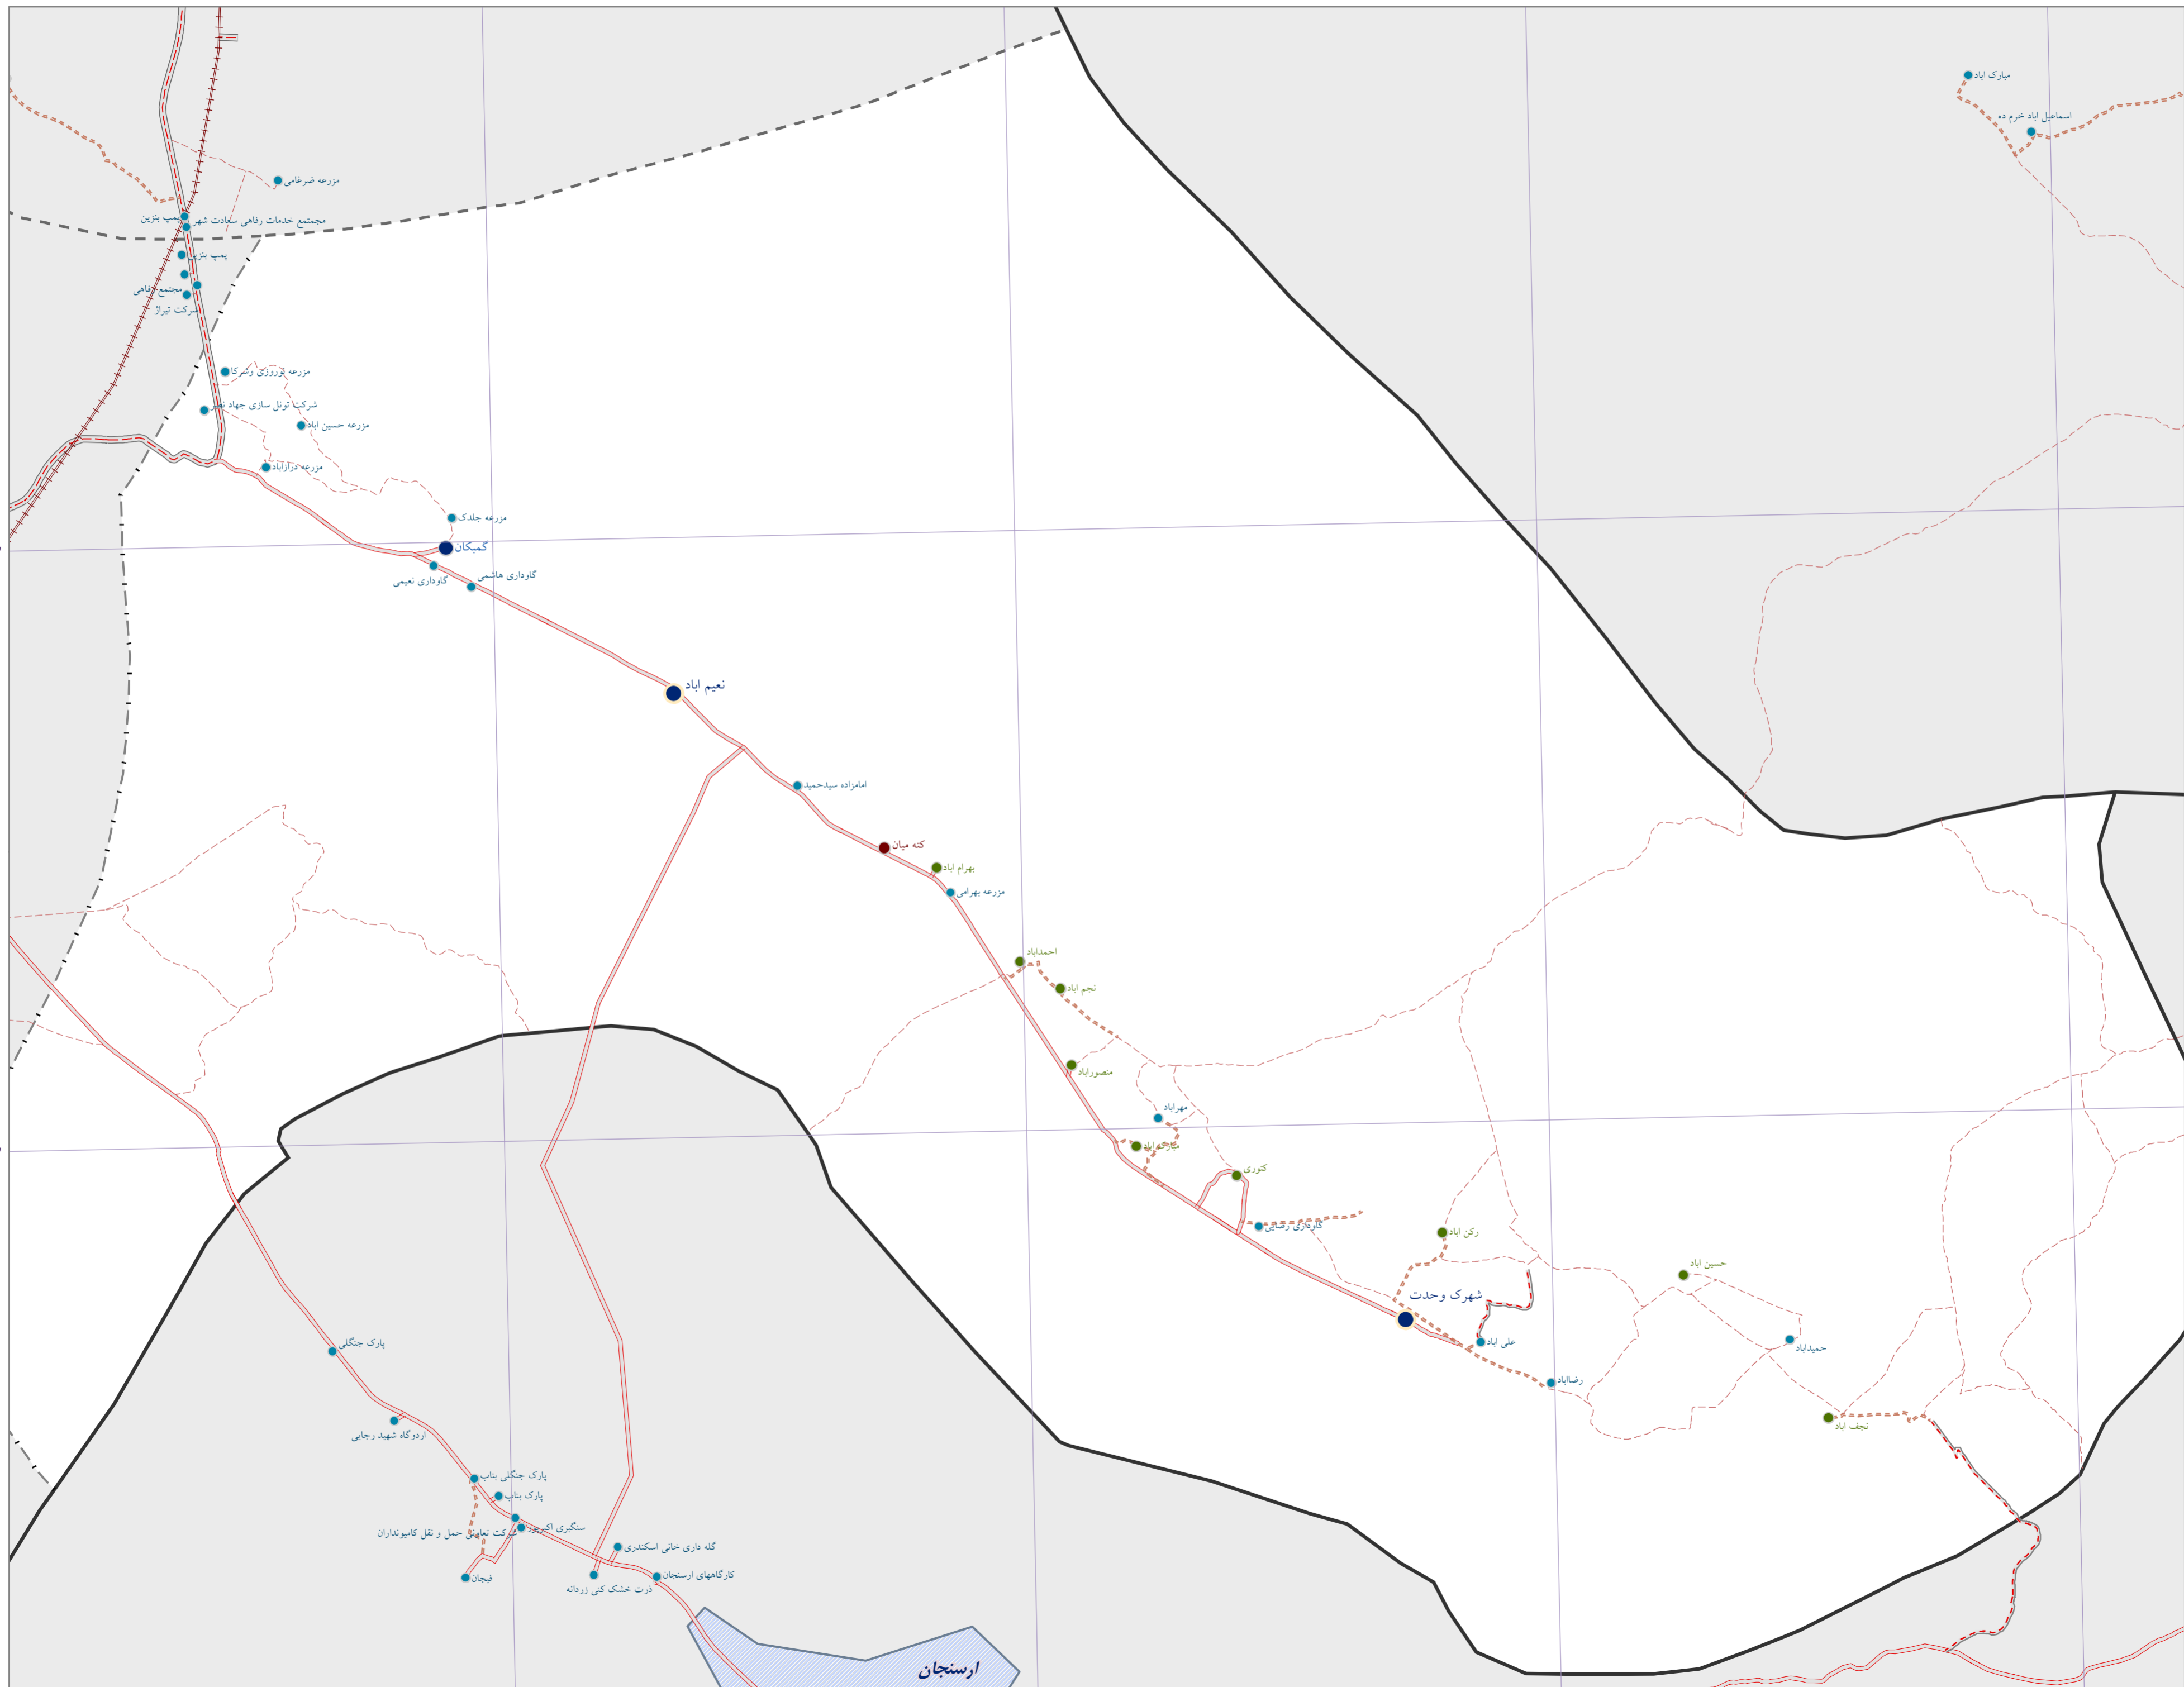 مبارک اباد
اسماعیل اباد خرم ده
مزرعه ضرغامی
پمپ بنزین
مجمتمع خدمات رفاهی سعادت شهر
پمپ بنزین
مجتمع رفاهی
شرکت تیراژ
مزرعه نوروزی وشرکا
شرکت تونل سازی جهاد نصر
مزرعه حسین اباد
مزرعه درازاباد
مزرعه جلدک
گمبکان
گاوداری هاشمی
گاوداری نعیمی
نعیم اباد
امامزاده سیدحمید
کته میان
بهرام اباد
مزرعه بهرامی
احمداباد
نجم اباد
منصوراباد
مهراباد
مبارکه اباد
کتوری
گاوداری رضایی
رکن اباد
حسین اباد
شهرک وحدت
علی اباد
حمیداباد
رضااباد
نجف اباد
پارک جنگلی
اردوگاه شهید رجایی
پارک جنگلی بناب
پارک بناب
سنگبری اکبرپور
شرکت تعاونی حمل و نقل کامیونداران
گله داری خانی اسکندری
فیجان
کارگاههای ارسنجان
ذرت خشک کنی زردانه
ارسنجان